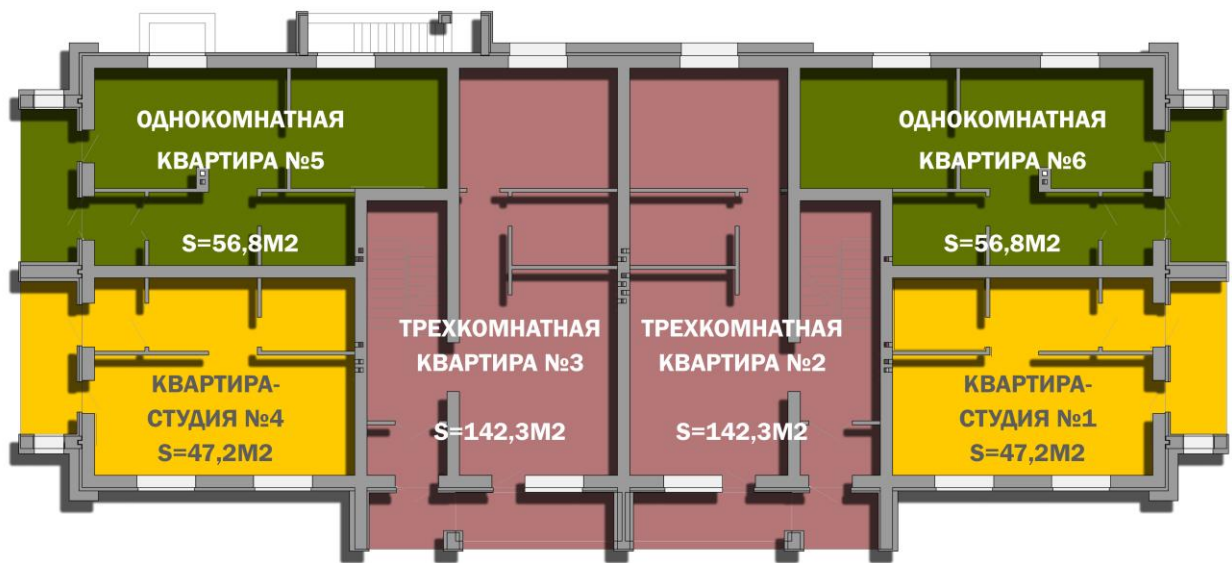 ОДНОКОМНАТНАЯ
КВАРТИРА №5
S=56,8М2
ОДНОКОМНАТНАЯ
КВАРТИРА №6
S=56,8М2
ТРЕХКОМНАТНАЯ
КВАРТИРА №3
S=142,3М2
ТРЕХКОМНАТНАЯ
КВАРТИРА №2
S=142,3М2
КВАРТИРА-
СТУДИЯ №4
S=47,2М2
КВАРТИРА-
СТУДИЯ №1
S=47,2М2